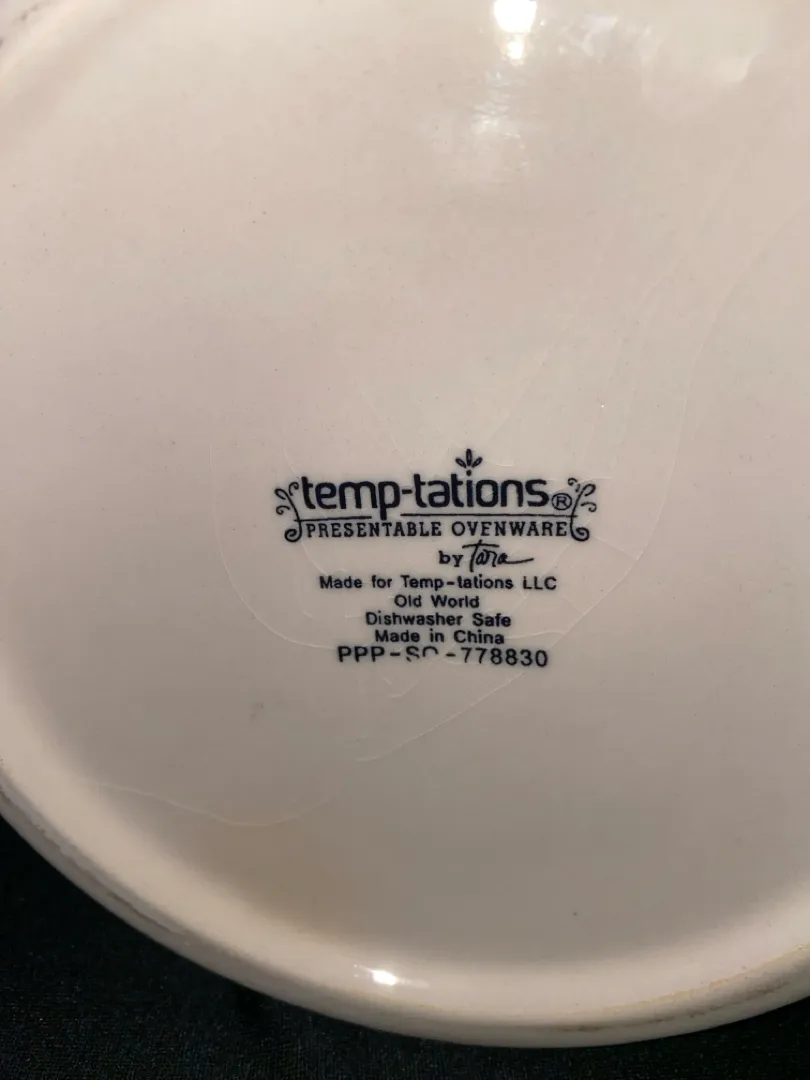 temp-tations®
PRESENTABLE OVENWARE
by Tara
Made for Temp-tations LLC
Old World
Dishwasher Safe
Made in China
-778830